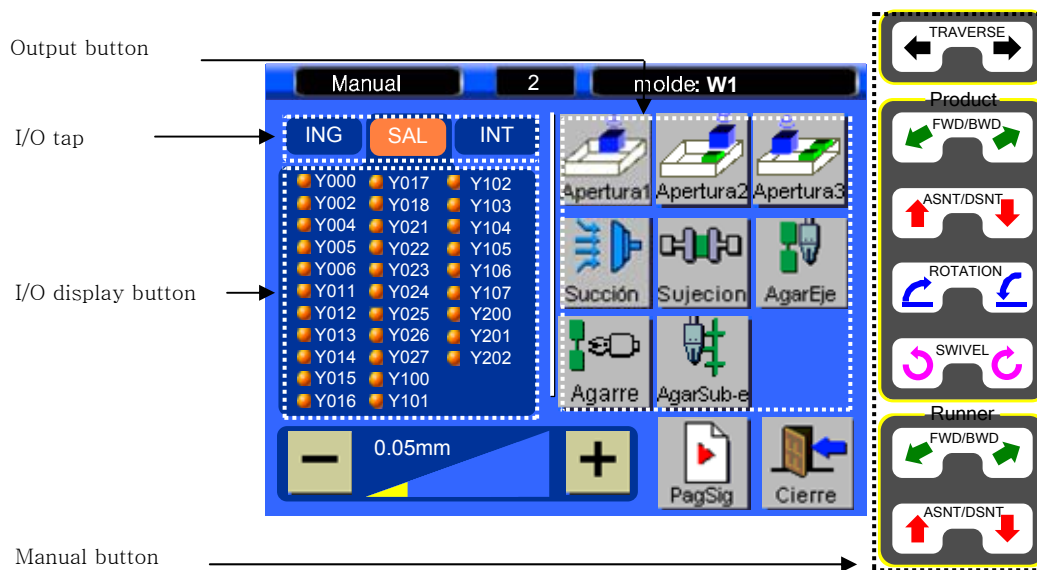 Output button
I/O tap
I/O display button
Manual button
Manual
2
molde: W1
ING
SAL
INT
Y000 Y017 Y102
Y002 Y018 Y103
Y004 Y021 Y104
Y005 Y022 Y105
Y006 Y023 Y106
Y011 Y024 Y107
Y012 Y025 Y200
Y013 Y026 Y201
Y014 Y027 Y202
Y015 Y100
Y016 Y101
Apertura1 Apertura2 Apertura3
Succión Sujecion AgarEje
Agarre AgarSub-e
0.05mm
PagSig
Cierre
TRAVERSE
Product
FWD/BWD
ASNT/DSNT
ROTATION
SWIVEL
Runner
FWD/BWD
ASNT/DSNT